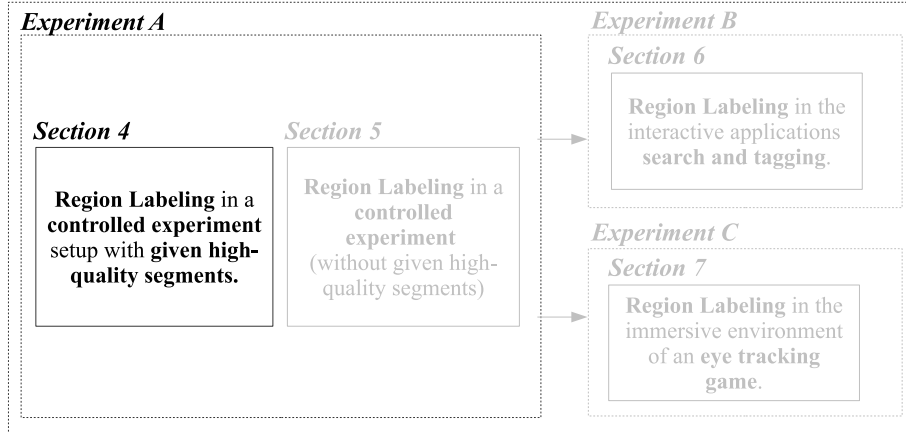 Experiment A
Section 4
Region Labeling in a
controlled experiment
setup with given high-
quality segments.
Section 5
Region Labeling in a
controlled
experiment
(without given high-
quality segments)
Experiment B
Section 6
Region Labeling in the
interactive applications
search and tagging.
Experiment C
Section 7
Region Labeling in the
immersive environment
of an eye tracking
game.